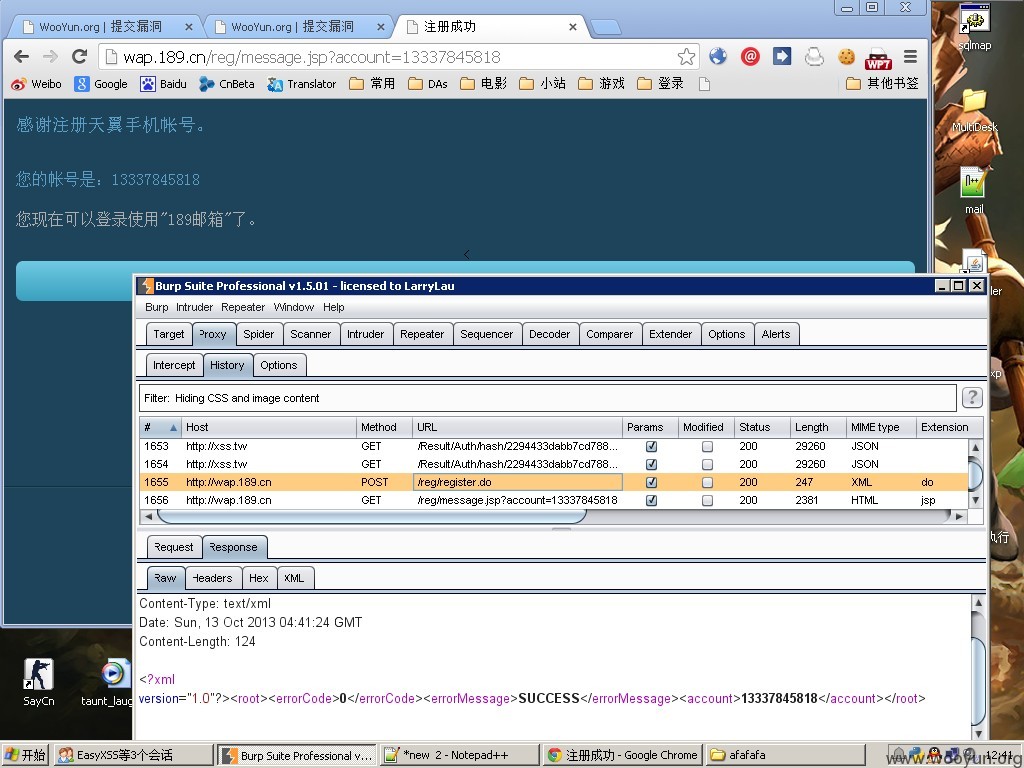 WooYun.org | 提交漏洞
WooYun.org | 提交漏洞
注册成功
wap.189.cn/reg/message.jsp?account=13337845818
WPT
Weibo
Google
Baidu
CnBeta
Translator
常用
DAs
电影
小站
游戏
登录
其他书签
感谢注册天翼手机帐号。
您的帐号是: 13337845818
您现在可以登录使用"189邮箱"了。
sqlmap
MultiDesk
mail
Burp Suite Professional v1.5.01 - licensed to LarryLau
Burp Intruder Repeater Window Help
Target Proxy Spider Scanner Intruder Repeater Sequencer Decoder Comparer Extender Options Alerts
Intercept History Options
Filter: Hiding CSS and image content
?
# Host Method URL Params Modified Status Length MIME type Extension
1653 http://xss.tw GET /Result/Auth/hash/2294433dabb7cd788... 200 29260 JSON
1654 http://xss.tw GET /Result/Auth/hash/2294433dabb7cd788... 200 29260 JSON
1655 http://wap.189.cn POST /reg/register.do 200 247 XML do
1656 http://wap.189.cn GET /reg/message.jsp?account=13337845818 200 2381 HTML jsp
Request Response
Raw Headers Hex XML
Content-Type: text/xml
Date: Sun, 13 Oct 2013 04:41:24 GMT
Content-Length: 124
<?xml
version="1.0"?><root><errorCode>0</errorCode><errorMessage>SUCCESS</errorMessage><account>13337845818</account></root>
SayCn
taunt_laug
开始
EasyXSS等3个会话
Burp Suite Professional v...
*new 2 - Notepad++
注册成功 - Google Chrome
afafafa
12:41
www.wooyun.org